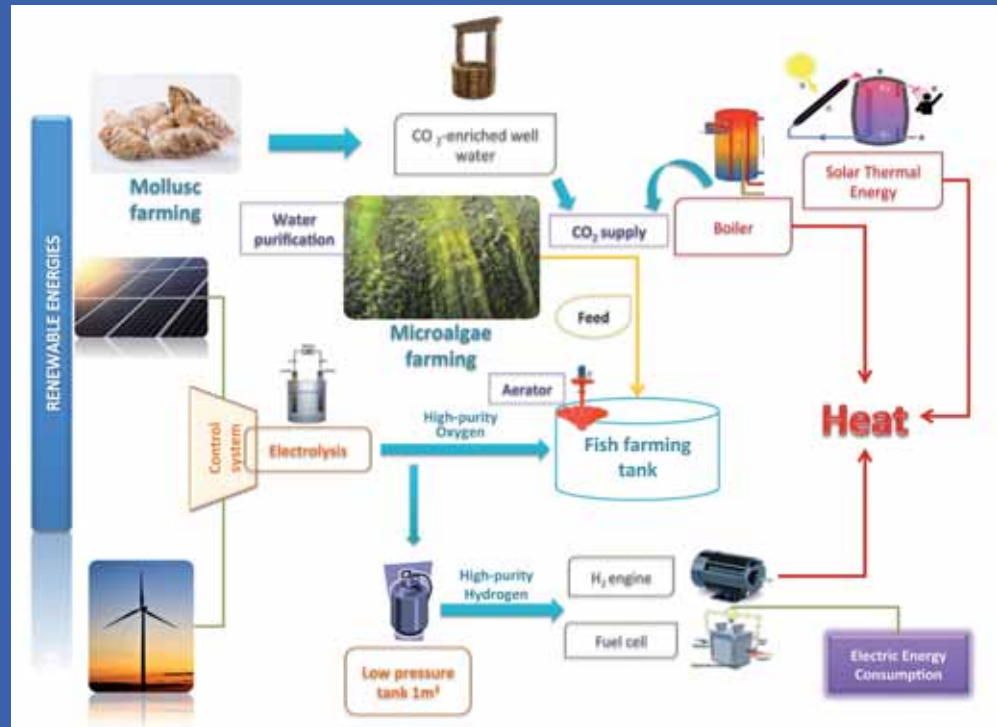 RENEWABLE ENERGIES
Mollusc
farming
CO₂-enriched well
water
Solar Thermal
Energy
Water
purification
CO₂ supply
Boiler
Microalgae
farming
Feed
Aerator
Control
system
Electrolysis
High-purity
Oxygen
Fish farming
tank
Heat
High-purity
Hydrogen
H₂ engine
Fuel cell
Low pressure
tank 1m³
Electric Energy
Consumption